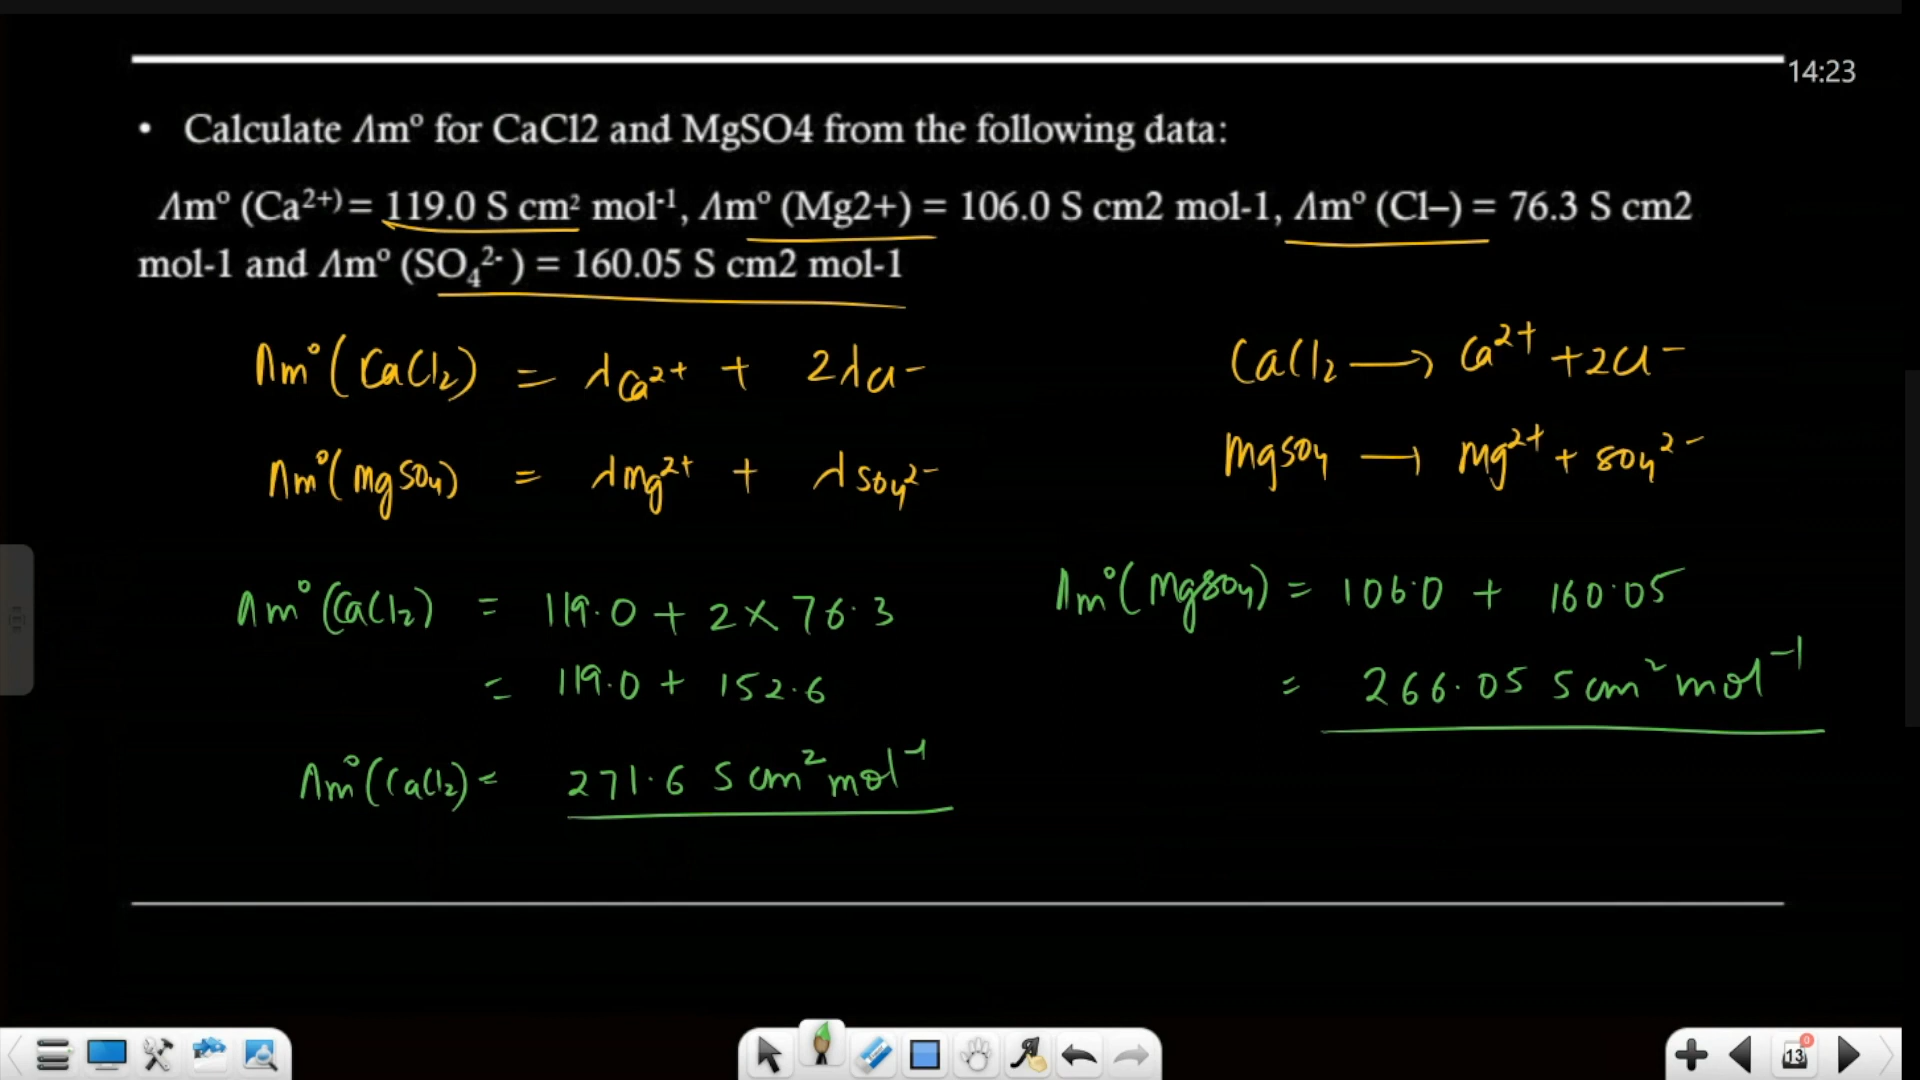 14:23
• Calculate Λm° for CaCl2 and MgSO4 from the following data:
Λm° (Ca²⁺) = 119.0 S cm² mol⁻¹, Λm° (Mg2+) = 106.0 S cm2 mol-1, Λm° (Cl–) = 76.3 S cm2
mol-1 and Λm° (SO₄²⁻ ) = 160.05 S cm2 mol-1
Λm°(CaCl₂) = λCa²⁺ + 2λCl⁻
CaCl₂ → Ca²⁺ + 2Cl⁻
Λm°(MgSO₄) = λMg²⁺ + λSO₄²⁻
MgSO₄ → Mg²⁺ + SO₄²⁻
Λm°(CaCl₂) = 119.0 + 2 × 76.3
= 119.0 + 152.6
Λm°(CaCl₂) = 271.6 S cm² mol⁻¹
Λm°(MgSO₄) = 106.0 + 160.05
= 266.05 S cm² mol⁻¹
13
0